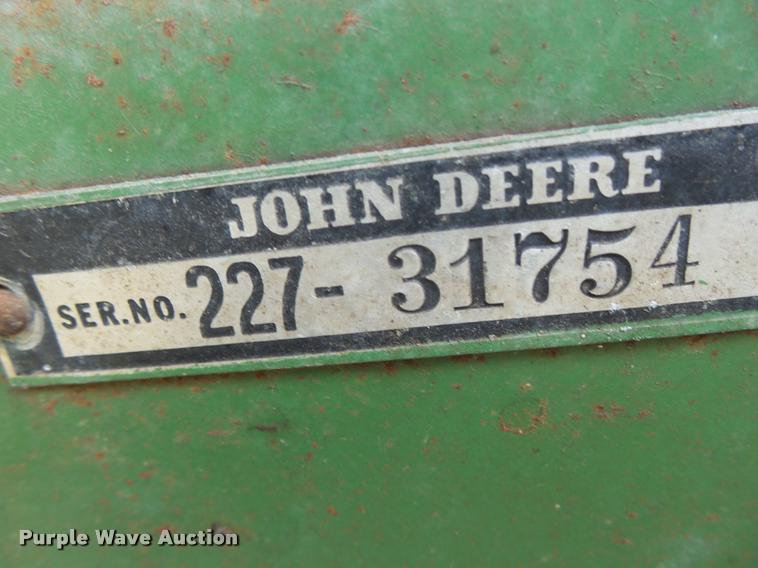 JOHN DEERE
SER.NO. 227- 31754
Purple Wave Auction